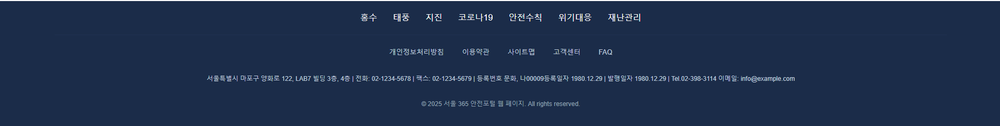 홍수 태풍 지진 코로나19 안전수칙 위기대응 재난관리
개인정보처리방침 이용약관 사이트맵 고객센터 FAQ
서울특별시 마포구 양화로 122, LAB7 빌딩 3층, 4층 | 전화: 02-1234-5678 | 팩스: 02-1234-5679 | 등록번호 문화, 나00009등록일자 1980.12.29 | 발행일자 1980.12.29 | Tel.02-398-3114 이메일: info@example.com
© 2025 서울 365 안전포털 웹 페이지. All rights reserved.